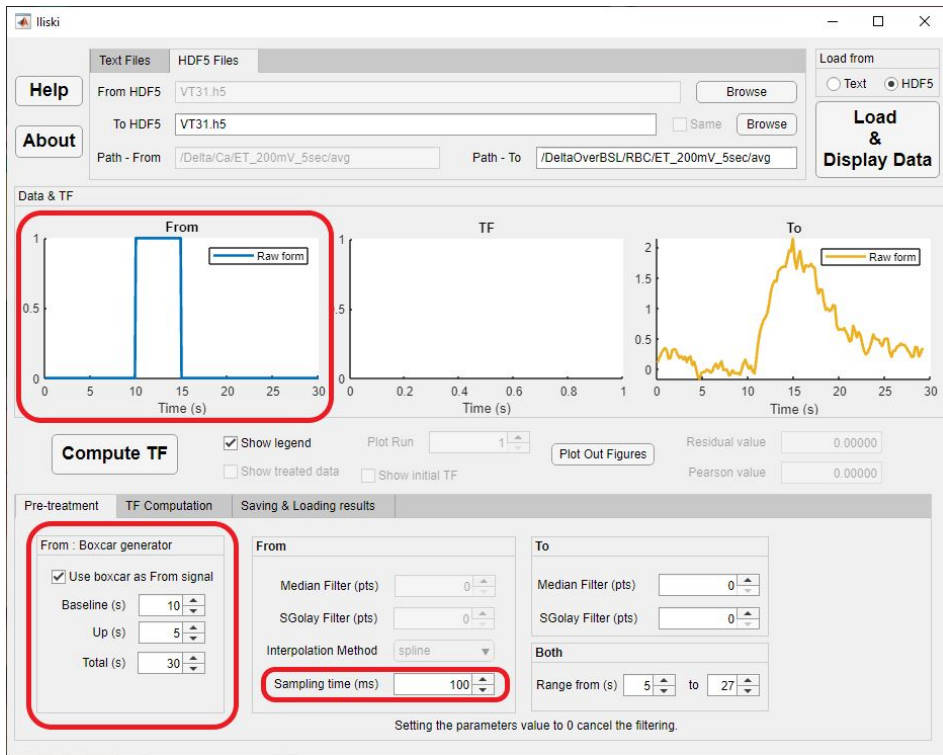 Iliski
Text Files HDF5 Files
Load from
Text HDF5
Help
From HDF5 VT31.h5 Browse
To HDF5 VT31.h5 Same Browse
About
Path - From /Delta/Ca/ET_200mV_5sec/avg Path - To /DeltaOverBSL/RBC/ET_200mV_5sec/avg
Load
&
Display Data
Data & TF
From
Raw form
1
0.5
0
0 5 10 15 20 25 30
Time (s)
TF
1
.5
0
0 0.2 0.4 0.6 0.8 1
Time (s)
To
Raw form
2
1.5
1
0.5
0
0 5 10 15 20 25 30
Time (s)
Compute TF
Show legend Plot Run 1
Show treated data Show initial TF
Plot Out Figures
Residual value 0.00000
Pearson value 0.00000
Pre-treatment TF Computation Saving & Loading results
From : Boxcar generator
Use boxcar as From signal
Baseline (s) 10
Up (s) 5
Total (s) 30
From
Median Filter (pts) 0
SGolay Filter (pts) 0
Interpolation Method spline
Sampling time (ms) 100
To
Median Filter (pts) 0
SGolay Filter (pts) 0
Both
Range from (s) 5 to 27
Setting the parameters value to 0 cancel the filtering.